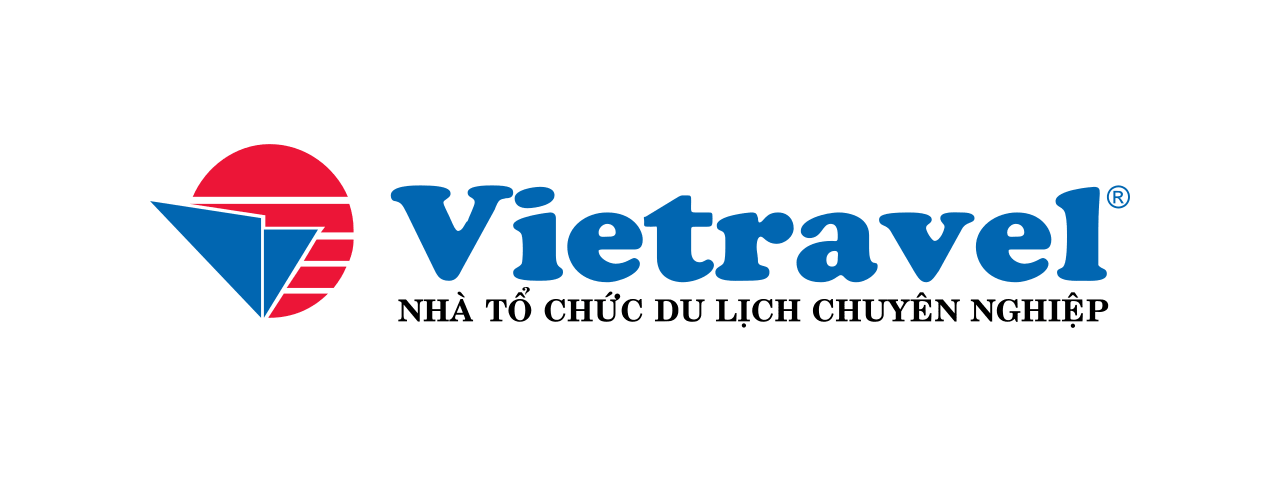 Vietravel®
NHÀ TỔ CHỨC DU LỊCH CHUYÊN NGHIỆP